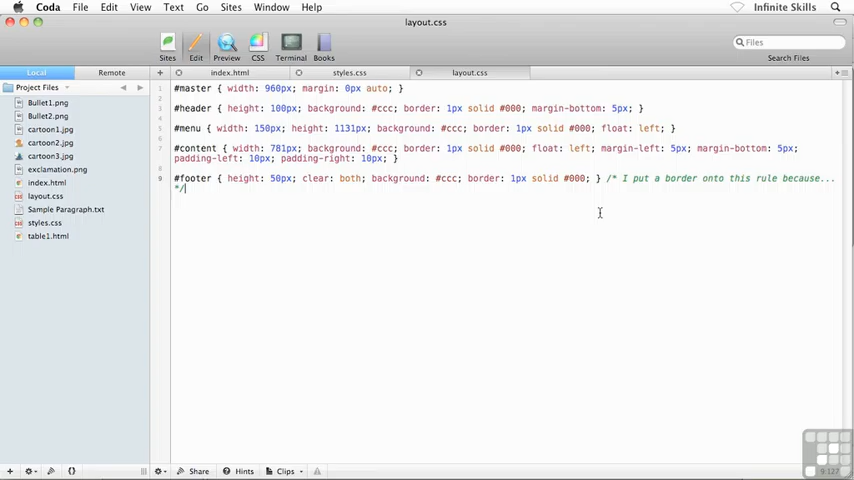 Coda File Edit View Text Go Sites Window Help Infinite Skills
layout.css
Sites Edit Preview CSS Terminal Books Files
Search Files
Local Remote index.html styles.css layout.css
Project Files
Bullet1.png
Bullet2.png
cartoon1.jpg
cartoon2.jpg
cartoon3.jpg
exclamation.png
index.html
layout.css
Sample Paragraph.txt
styles.css
table1.html
1 #master { width: 960px; margin: 0px auto; }
3 #header { height: 100px; background: #ccc; border: 1px solid #000; margin-bottom: 5px; }
5 #menu { width: 150px; height: 1131px; background: #ccc; border: 1px solid #000; float: left; }
7 #content { width: 781px; background: #ccc; border: 1px solid #000; float: left; margin-left: 5px; margin-bottom: 5px;
padding-left: 10px; padding-right: 10px; }
8
9 #footer { height: 50px; clear: both; background: #ccc; border: 1px solid #000; } /* I put a border onto this rule because...
*/
Share Hints Clips
9:127